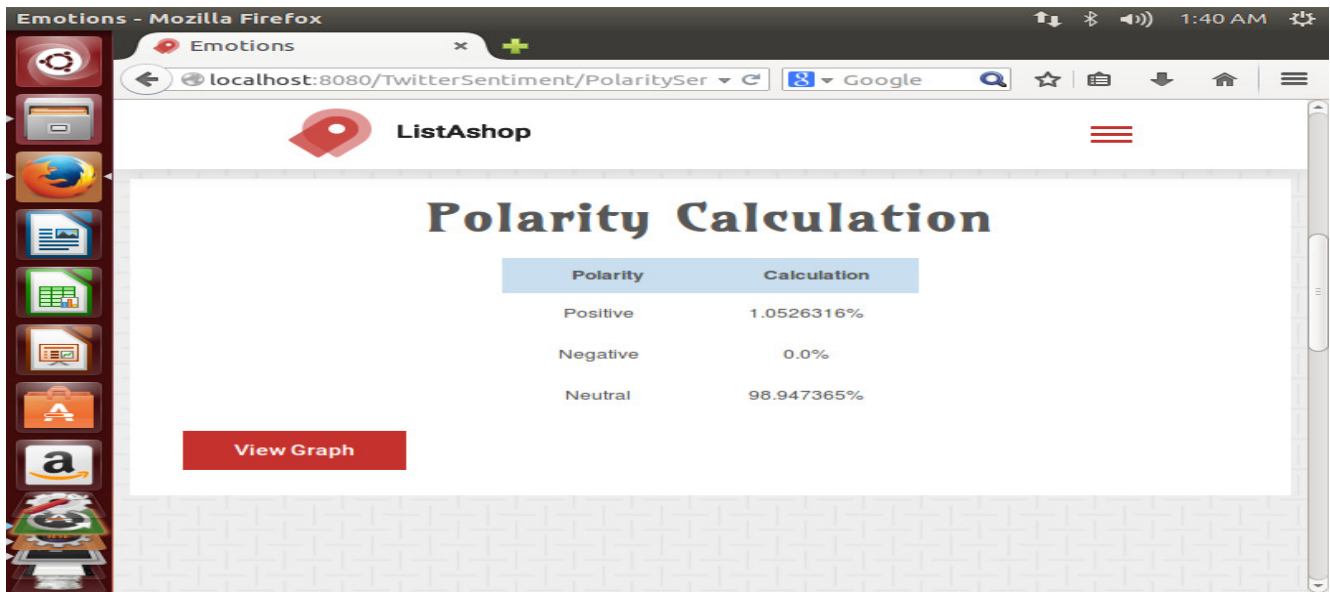 Emotions - Mozilla Firefox
1:40 AM
Emotions
localhost:8080/TwitterSentiment/PolaritySer
8 Google
ListAshop
Polarity Calculation
Polarity Calculation
Positive 1.0526316%
Negative 0.0%
Neutral 98.947365%
View Graph
A
a